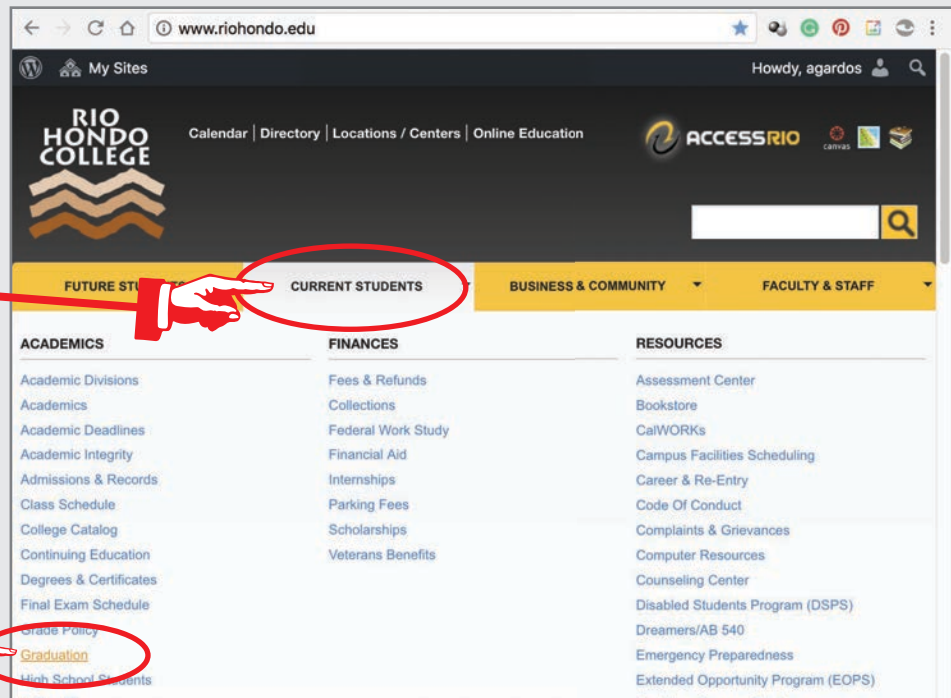 www.riohondo.edu
My Sites
Howdy, agardos
RIO
HONDO
COLLEGE
Calendar | Directory | Locations / Centers | Online Education
ACCESSRIO
canvas
FUTURE STUDENTS
CURRENT STUDENTS
BUSINESS & COMMUNITY
FACULTY & STAFF
ACADEMICS
Academic Divisions
Academics
Academic Deadlines
Academic Integrity
Admissions & Records
Class Schedule
College Catalog
Continuing Education
Degrees & Certificates
Final Exam Schedule
Grade Policy
Graduation
High School Students
FINANCES
Fees & Refunds
Collections
Federal Work Study
Financial Aid
Internships
Parking Fees
Scholarships
Veterans Benefits
RESOURCES
Assessment Center
Bookstore
CalWORKs
Campus Facilities Scheduling
Career & Re-Entry
Code Of Conduct
Complaints & Grievances
Computer Resources
Counseling Center
Disabled Students Program (DSPS)
Dreamers/AB 540
Emergency Preparedness
Extended Opportunity Program (EOPS)